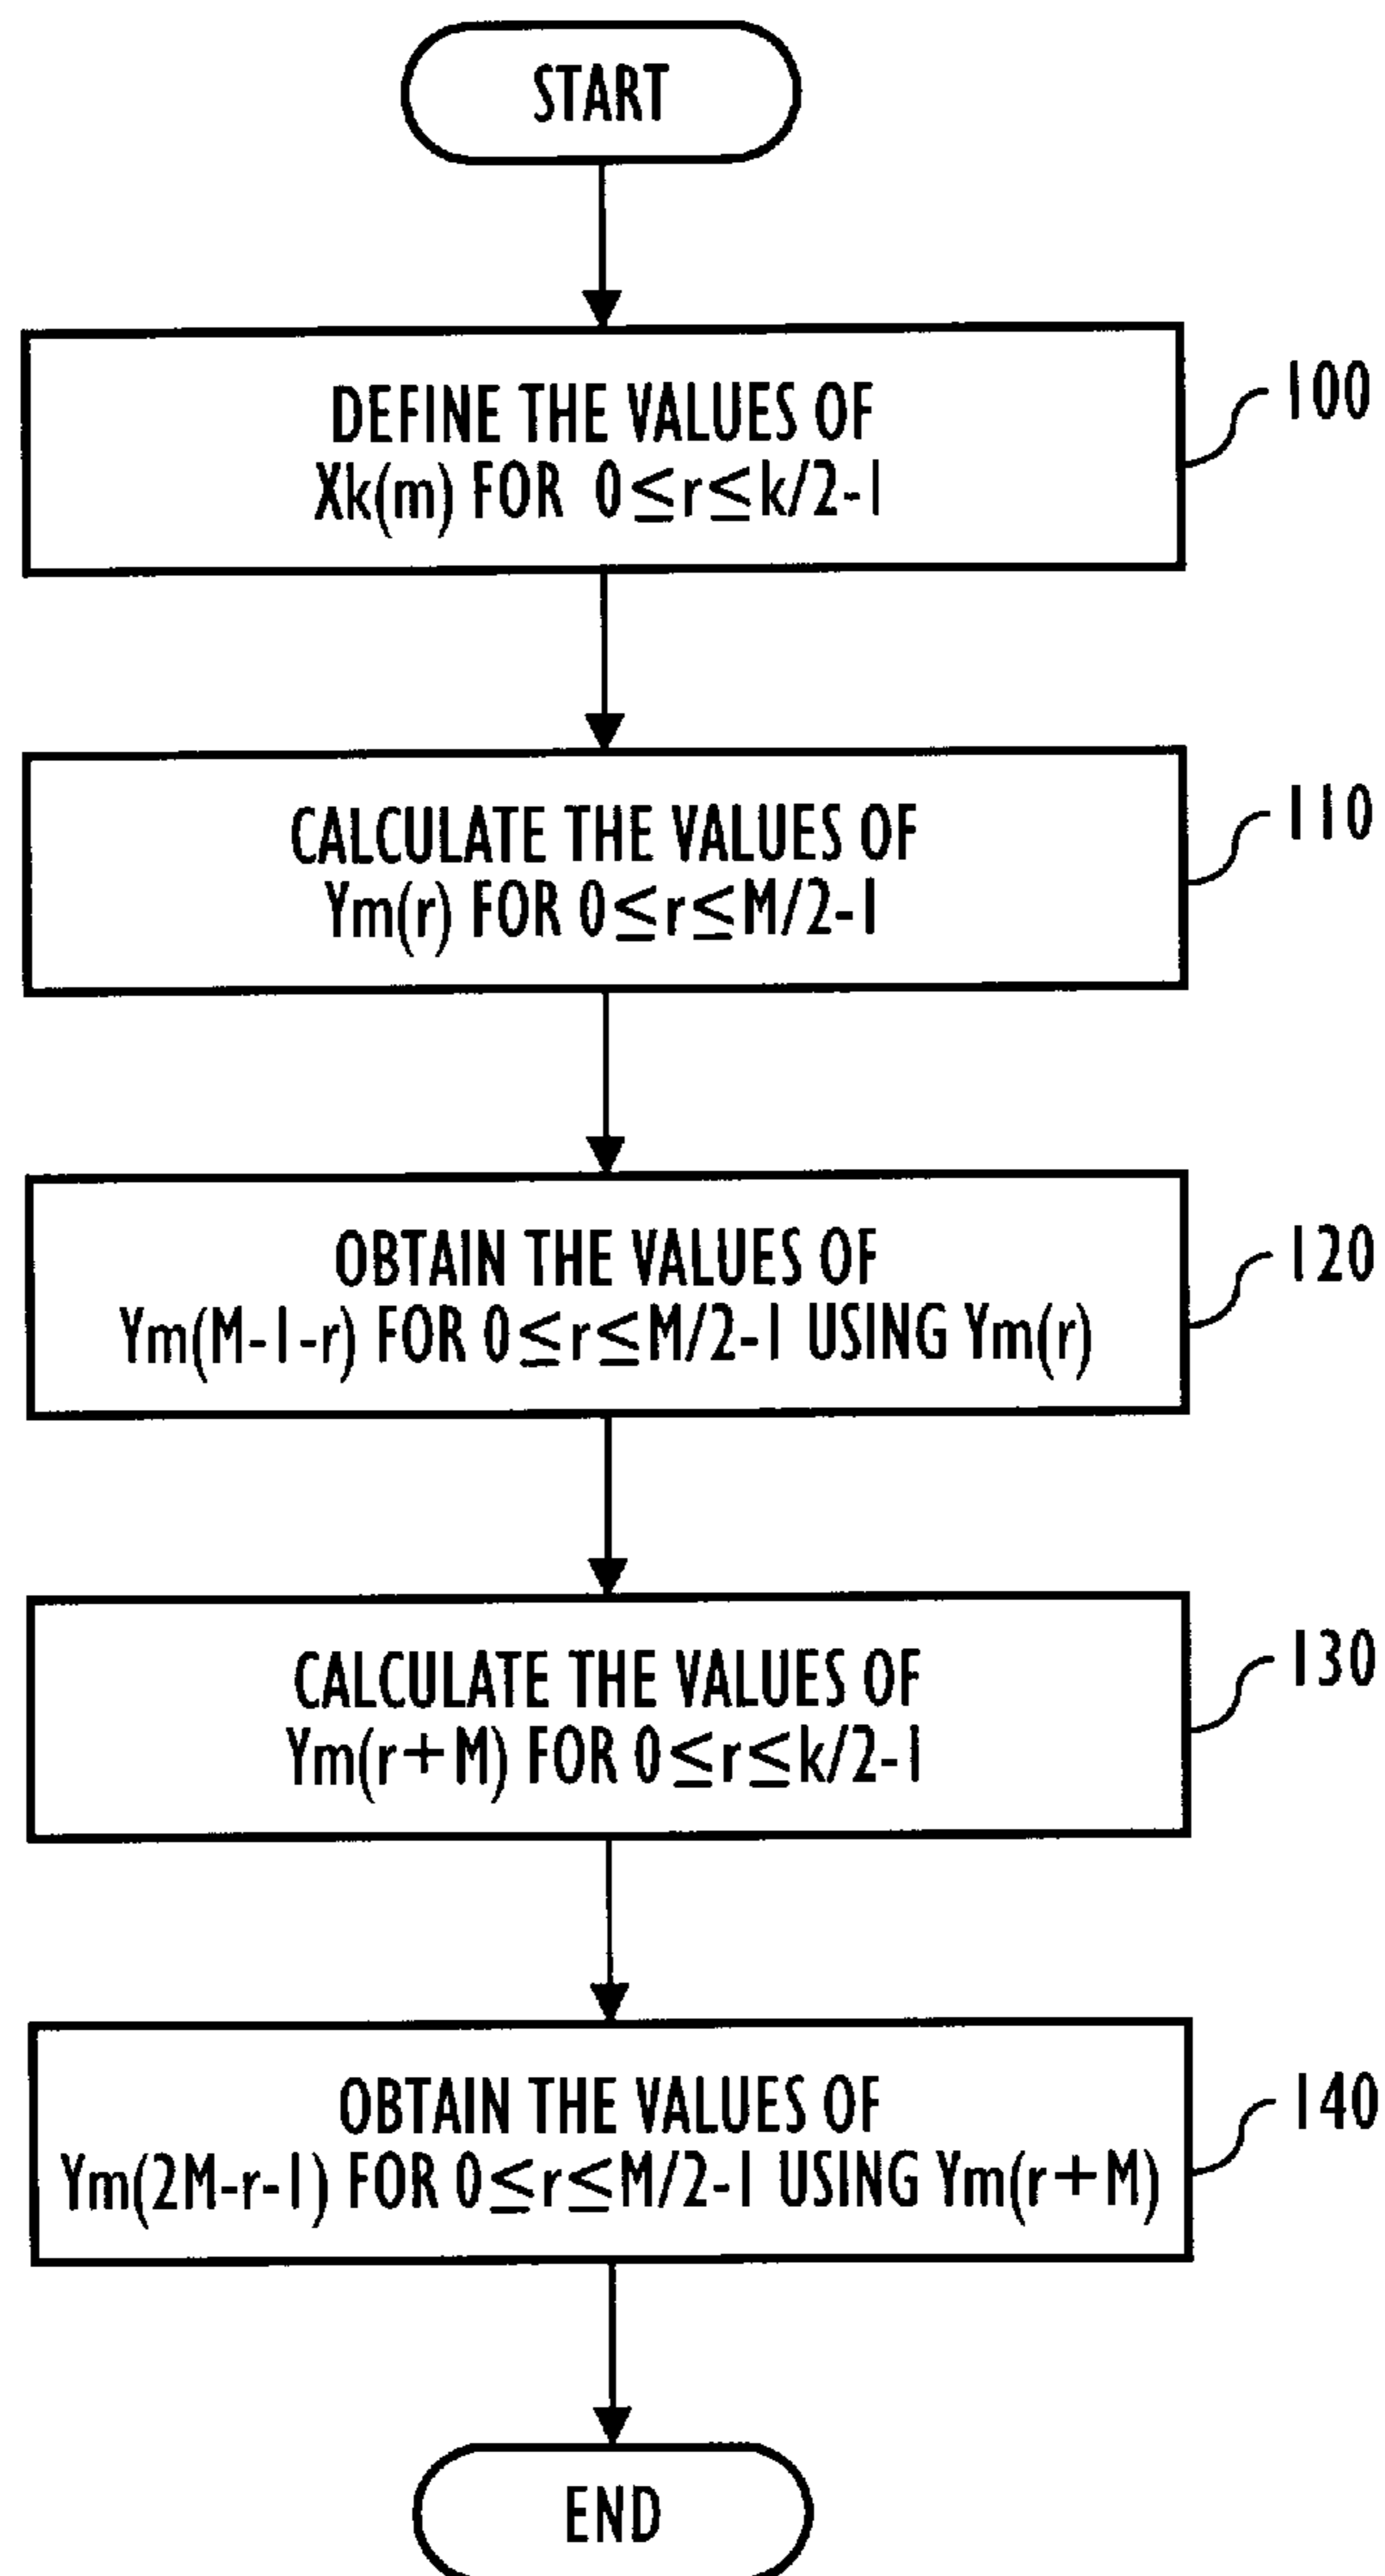 START
DEFINE THE VALUES OF
Xk(m) FOR 0≤r≤k/2-1
100
CALCULATE THE VALUES OF
Ym(r) FOR 0≤r≤M/2-1
110
OBTAIN THE VALUES OF
Ym(M-1-r) FOR 0≤r≤M/2-1 USING Ym(r)
120
CALCULATE THE VALUES OF
Ym(r+M) FOR 0≤r≤k/2-1
130
OBTAIN THE VALUES OF
Ym(2M-r-1) FOR 0≤r≤M/2-1 USING Ym(r+M)
140
END